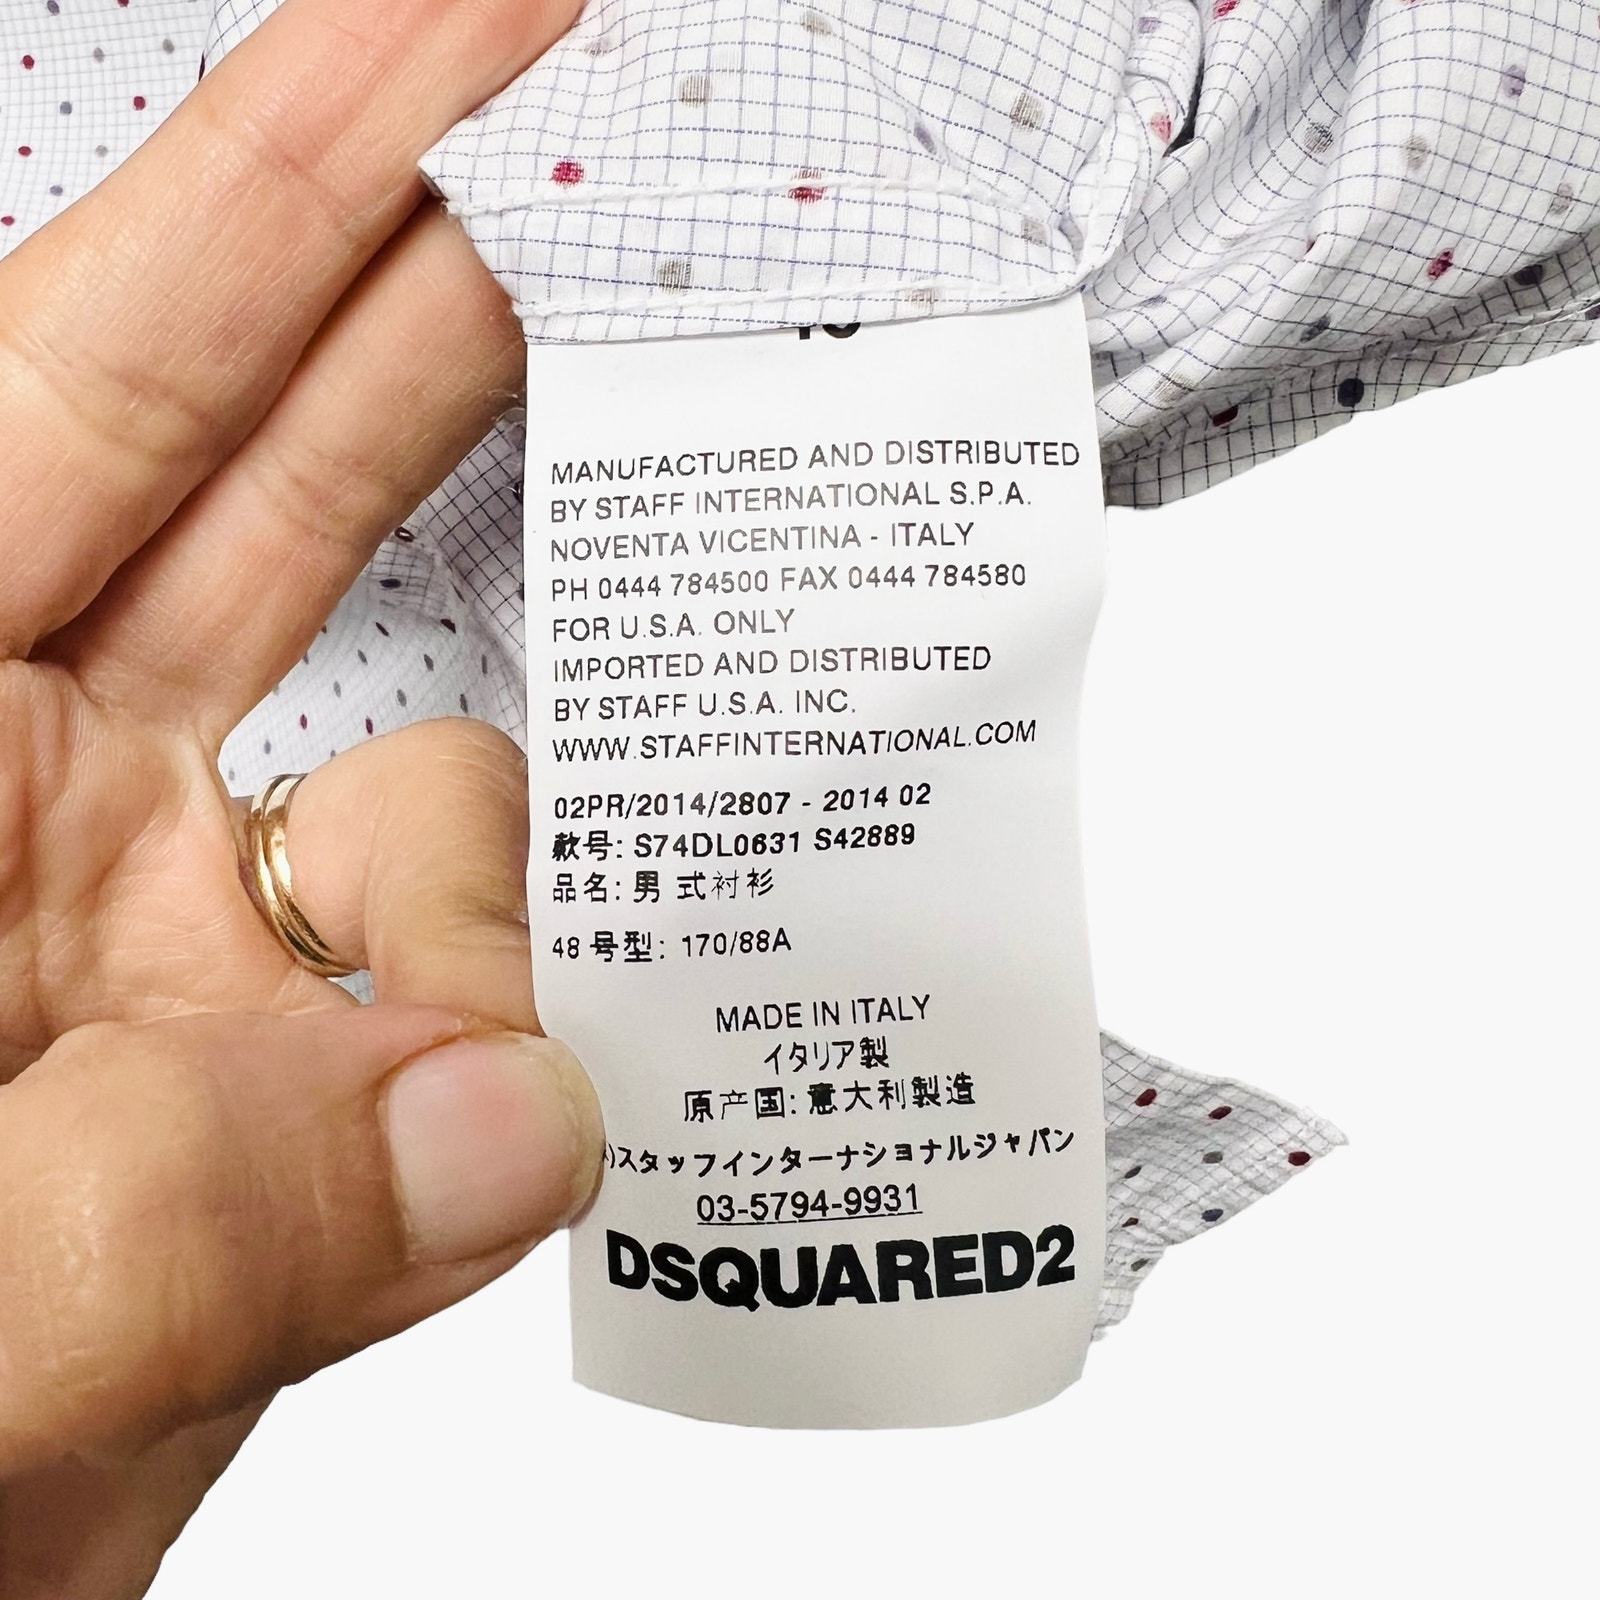 MANUFACTURED AND DISTRIBUTED
BY STAFF INTERNATIONAL S.P.A.
NOVENTA VICENTINA - ITALY
PH 0444 784500 FAX 0444 784580
FOR U.S.A. ONLY
IMPORTED AND DISTRIBUTED
BY STAFF U.S.A. INC.
WWW.STAFFINTERNATIONAL.COM
02PR/2014/2807 - 2014 02
款号: S74DL0631 S42889
品名: 男式衬衫
48 号型: 170/88A
MADE IN ITALY
イタリア製
原产国: 意大利製造
)スタッフインターナショナルジャパン
03-5794-9931
DSQUARED2